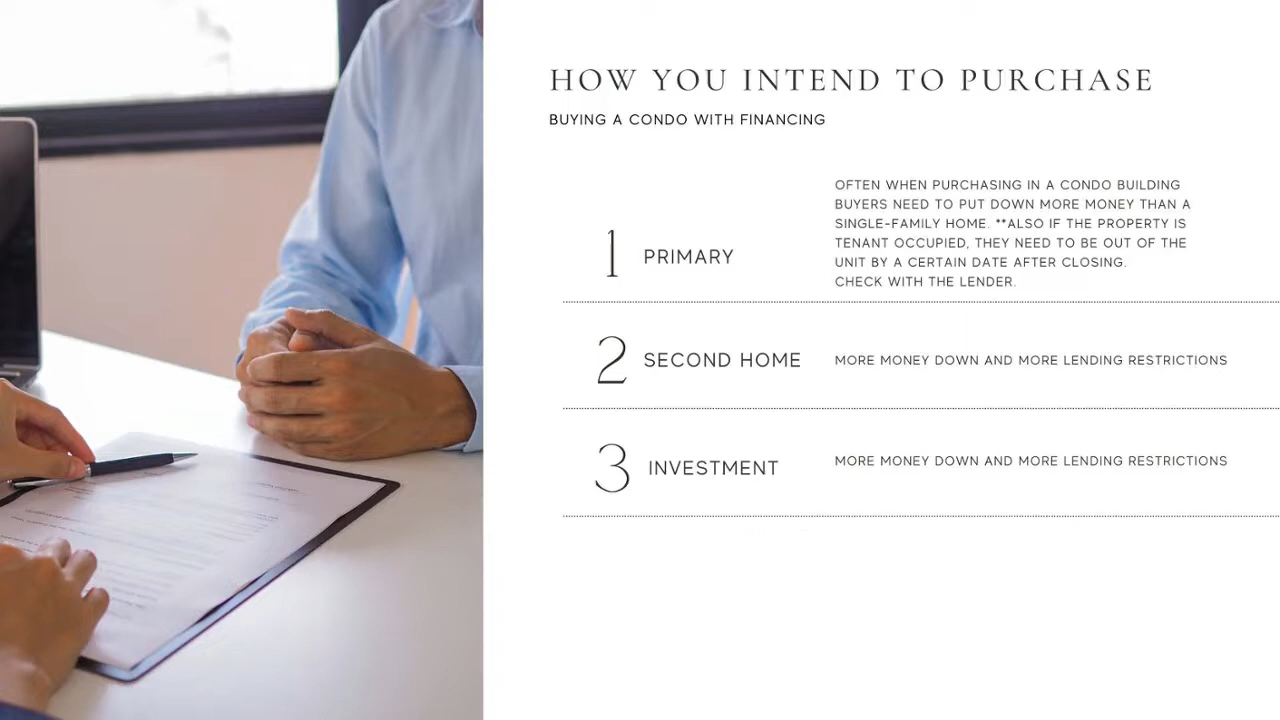 HOW YOU INTEND TO PURCHASE
BUYING A CONDO WITH FINANCING
1 PRIMARY
OFTEN WHEN PURCHASING IN A CONDO BUILDING
BUYERS NEED TO PUT DOWN MORE MONEY THAN A
SINGLE-FAMILY HOME. **ALSO IF THE PROPERTY IS
TENANT OCCUPIED, THEY NEED TO BE OUT OF THE
UNIT BY A CERTAIN DATE AFTER CLOSING.
CHECK WITH THE LENDER.
2 SECOND HOME
MORE MONEY DOWN AND MORE LENDING RESTRICTIONS
3 INVESTMENT
MORE MONEY DOWN AND MORE LENDING RESTRICTIONS